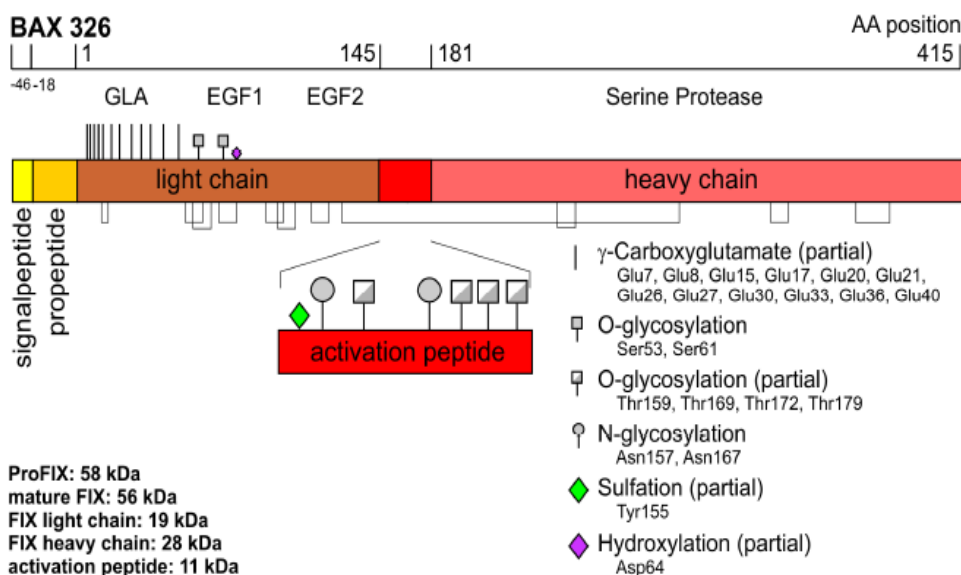 BAX 326
AA position
1 145 181 415
-46 -18
GLA EGF1 EGF2 Serine Protease
light chain heavy chain
signalpeptide
propeptide
activation peptide
γ-Carboxyglutamate (partial)
Glu7, Glu8, Glu15, Glu17, Glu20, Glu21,
Glu26, Glu27, Glu30, Glu33, Glu36, Glu40
O-glycosylation
Ser53, Ser61
O-glycosylation (partial)
Thr159, Thr169, Thr172, Thr179
N-glycosylation
Asn157, Asn167
Sulfation (partial)
Tyr155
Hydroxylation (partial)
Asp64
ProFIX: 58 kDa
mature FIX: 56 kDa
FIX light chain: 19 kDa
FIX heavy chain: 28 kDa
activation peptide: 11 kDa